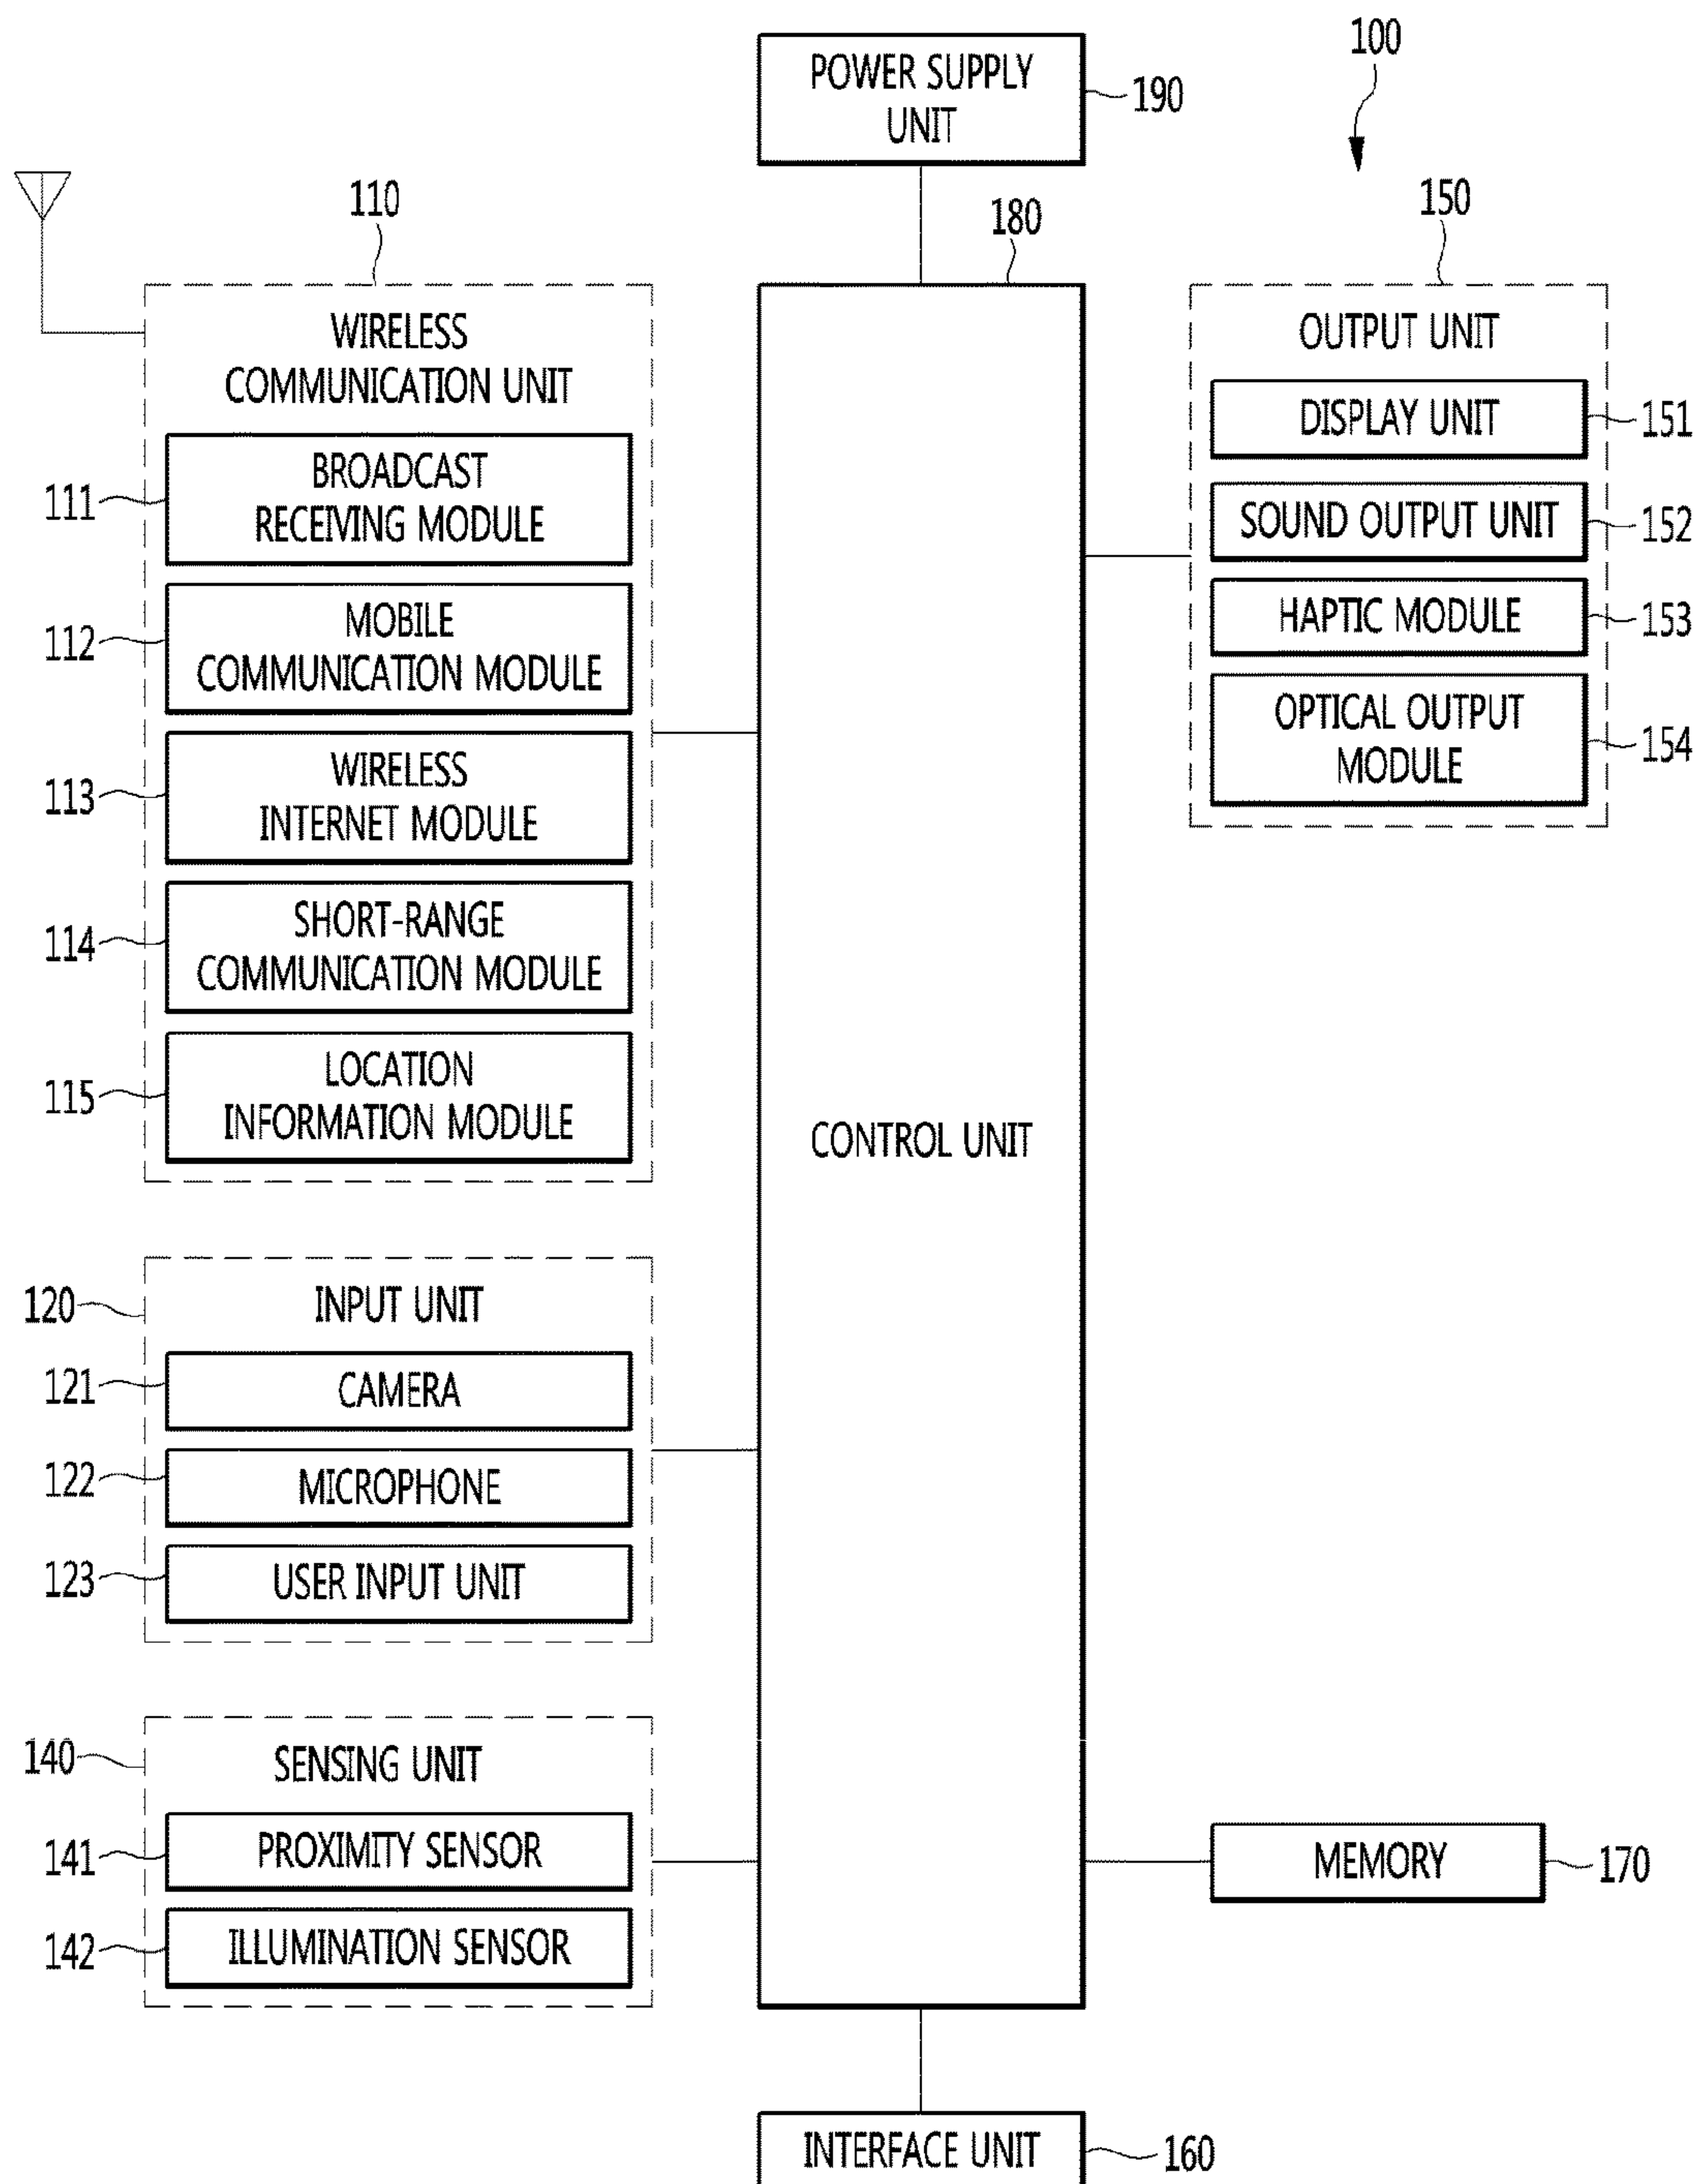 100
POWER SUPPLY
UNIT
190
110
180
150
WIRELESS
COMMUNICATION UNIT
BROADCAST
RECEIVING MODULE
111
MOBILE
COMMUNICATION MODULE
112
WIRELESS
INTERNET MODULE
113
SHORT-RANGE
COMMUNICATION MODULE
114
LOCATION
INFORMATION MODULE
115
INPUT UNIT
120
CAMERA
121
MICROPHONE
122
USER INPUT UNIT
123
SENSING UNIT
140
PROXIMITY SENSOR
141
ILLUMINATION SENSOR
142
CONTROL UNIT
OUTPUT UNIT
DISPLAY UNIT
151
SOUND OUTPUT UNIT
152
HAPTIC MODULE
153
OPTICAL OUTPUT
MODULE
154
MEMORY
170
INTERFACE UNIT
160